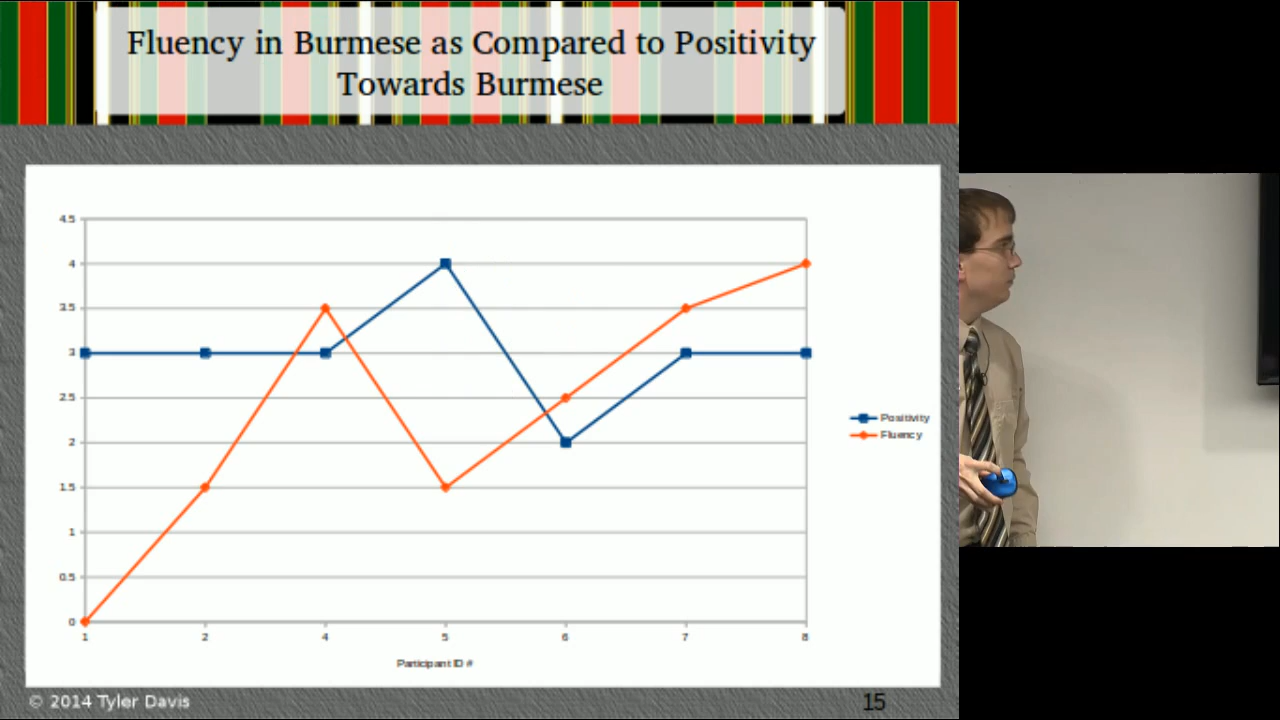 Fluency in Burmese as Compared to Positivity
Towards Burmese
4.5
4
3.5
3
2.5
2
1.5
1
0.5
0
1 2 4 5 6 7 8
Participant ID #
Positivity
Fluency
© 2014 Tyler Davis
15